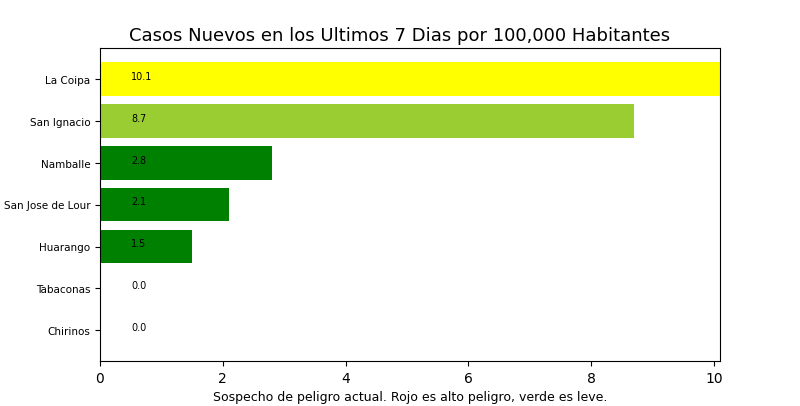 Casos Nuevos en los Ultimos 7 Dias por 100,000 Habitantes
La Coipa 10.1
San Ignacio 8.7
Namballe 2.8
San Jose de Lour 2.1
Huarango 1.5
Tabaconas 0.0
Chirinos 0.0
0 2 4 6 8 10
Sospecho de peligro actual. Rojo es alto peligro, verde es leve.